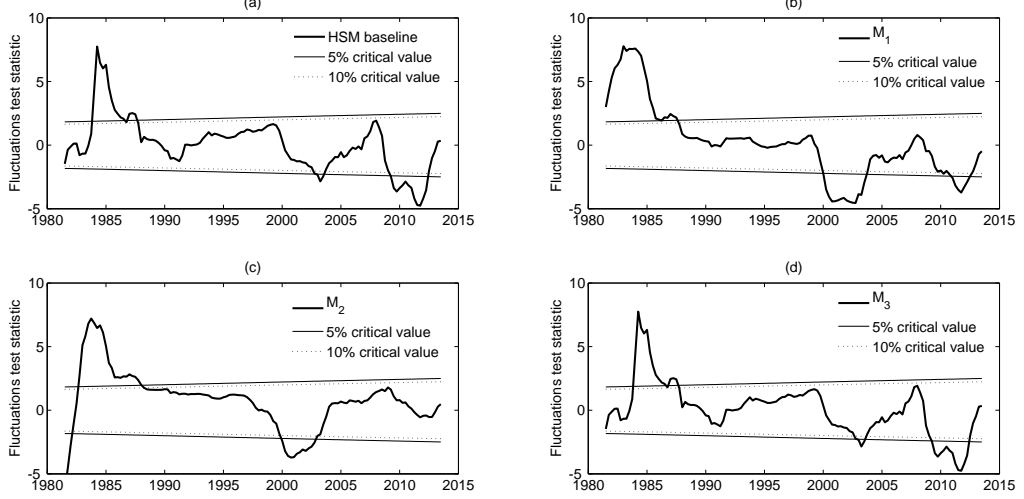 (a)
Fluctuations test statistic
10
5
0
-5
HSM baseline
5% critical value
10% critical value
1980 1985 1990 1995 2000 2005 2010 2015
(b)
Fluctuations test statistic
10
5
0
-5
M1
5% critical value
10% critical value
1980 1985 1990 1995 2000 2005 2010 2015
(c)
Fluctuations test statistic
10
5
0
-5
M2
5% critical value
10% critical value
1980 1985 1990 1995 2000 2005 2010 2015
(d)
Fluctuations test statistic
10
5
0
-5
M3
5% critical value
10% critical value
1980 1985 1990 1995 2000 2005 2010 2015